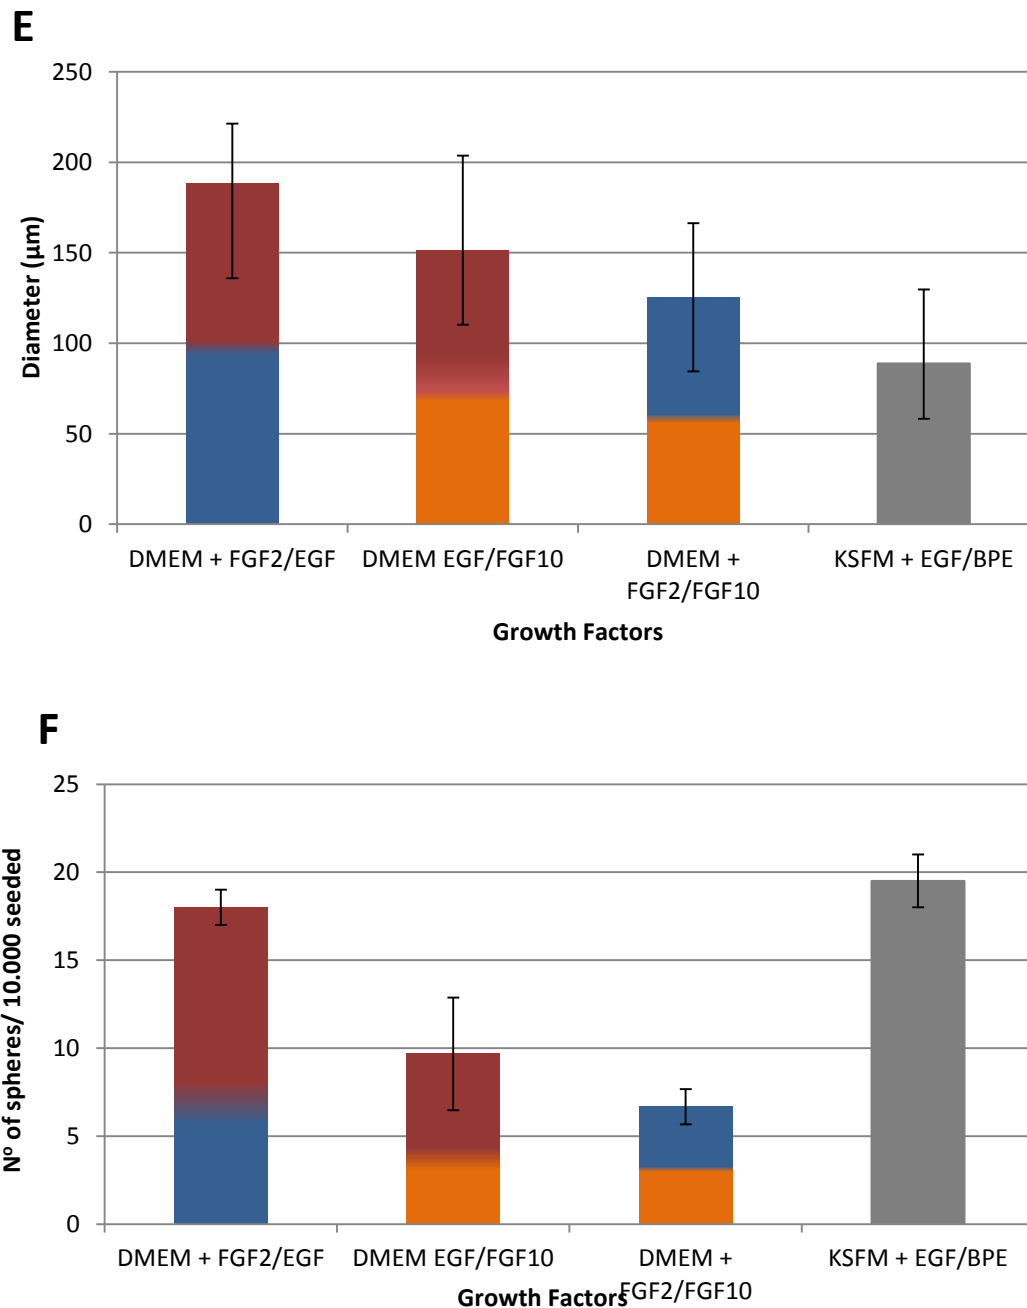 E
250
200
150
100
50
0
Diameter (µm)
DMEM + FGF2/EGF
DMEM EGF/FGF10
DMEM +
FGF2/FGF10
KSFM + EGF/BPE
Growth Factors
F
25
20
15
10
5
0
Nº of spheres/ 10.000 seeded
DMEM + FGF2/EGF
DMEM EGF/FGF10
DMEM +
FGF2/FGF10
KSFM + EGF/BPE
Growth Factors